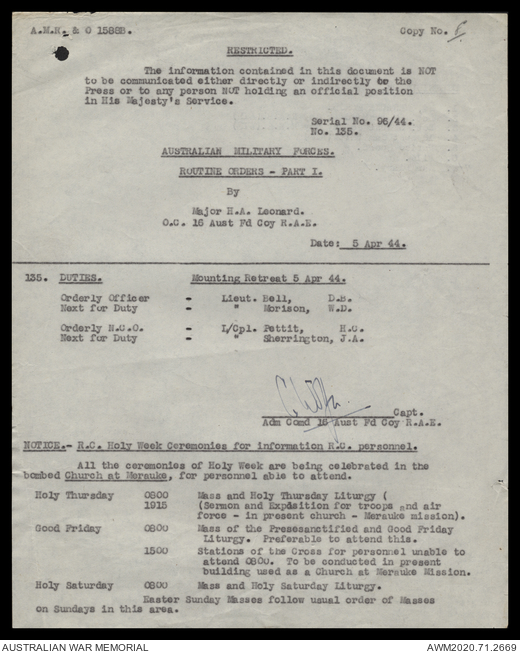 A.M.R. & O 1588B. Copy No.
RESTRICTED.
The information contained in this document is NOT
to be communicated either directly or indirectly to the
Press or to any person NOT holding an official position
in His Majesty's Service.
Serial No. 96/44.
No. 135.
AUSTRALIAN MILITARY FORCES.
ROUTINE ORDERS - PART I.
By
Major H.A. Leonard.
O.C. 16 Aust Fd Coy R.A.E.
Date: 5 Apr 44.
135. DUTIES. Mounting Retreat 5 Apr 44.
Orderly Officer - Lieut. Bell, D.B.
Next for Duty - " Morison, W.D.
Orderly N.C.O. - L/Cpl. Pettit, H.C.
Next for Duty - " Sherrington, J.A.
Capt.
Adm Comd 16 Aust Fd Coy R.A.E.
NOTICE.- R.C. Holy Week Ceremonies for information R.C. personnel.
All the ceremonies of Holy Week are being celebrated in the
bombed Church at Merauke, for personnel able to attend.
Holy Thursday 0800 Mass and Holy Thursday Liturgy (
1915 (Sermon and Exposition for troops and air
force - in present church - Merauke mission).
Good Friday 0800 Mass of the Presesanctified and Good Friday
Liturgy. Preferable to attend this.
1500 Stations of the Cross for personnel unable to
attend 0800. To be conducted in present
building used as a Church at Merauke Mission.
Holy Saturday 0800 Mass and Holy Saturday Liturgy.
Easter Sunday Masses follow usual order of Masses
on Sundays in this area.
AUSTRALIAN WAR MEMORIAL AWM2020.71.2669